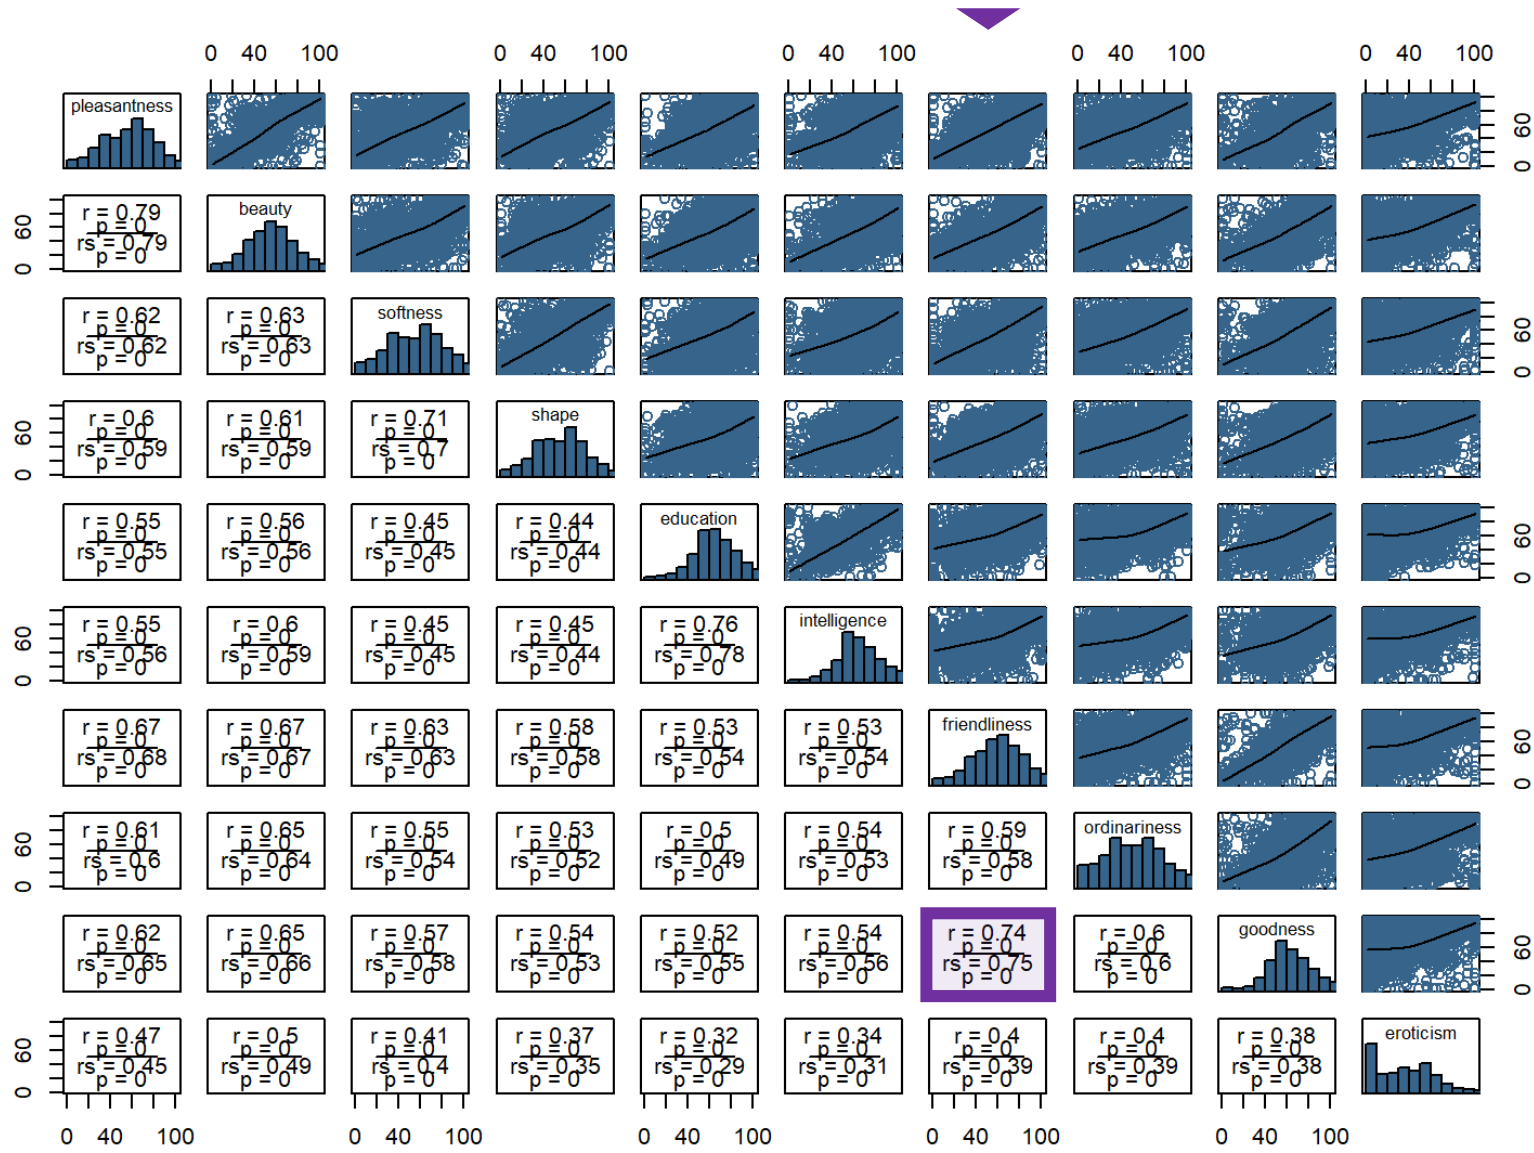 0 40 100 0 40 100 0 40 100 0 40 100
pleasantness
0 60
r = 0.79
p = 0
rs = 0.79
p = 0
beauty
0 60
r = 0.62
p = 0
rs = 0.62
p = 0
r = 0.63
p = 0
rs = 0.63
p = 0
softness
0 60
r = 0.6
p = 0
rs = 0.59
p = 0
r = 0.61
p = 0
rs = 0.59
p = 0
r = 0.71
p = 0
rs = 0.7
p = 0
shape
0 60
r = 0.55
p = 0
rs = 0.55
p = 0
r = 0.56
p = 0
rs = 0.56
p = 0
r = 0.45
p = 0
rs = 0.45
p = 0
r = 0.44
p = 0
rs = 0.44
p = 0
education
0 60
r = 0.55
p = 0
rs = 0.56
p = 0
r = 0.6
p = 0
rs = 0.59
p = 0
r = 0.45
p = 0
rs = 0.45
p = 0
r = 0.45
p = 0
rs = 0.44
p = 0
r = 0.76
p = 0
rs = 0.78
p = 0
intelligence
0 60
r = 0.67
p = 0
rs = 0.68
p = 0
r = 0.67
p = 0
rs = 0.67
p = 0
r = 0.63
p = 0
rs = 0.63
p = 0
r = 0.58
p = 0
rs = 0.58
p = 0
r = 0.53
p = 0
rs = 0.54
p = 0
r = 0.53
p = 0
rs = 0.54
p = 0
friendliness
0 60
r = 0.61
p = 0
rs = 0.6
p = 0
r = 0.65
p = 0
rs = 0.64
p = 0
r = 0.55
p = 0
rs = 0.54
p = 0
r = 0.53
p = 0
rs = 0.52
p = 0
r = 0.5
p = 0
rs = 0.49
p = 0
r = 0.54
p = 0
rs = 0.53
p = 0
r = 0.59
p = 0
rs = 0.58
p = 0
ordinariness
0 60
r = 0.62
p = 0
rs = 0.65
p = 0
r = 0.65
p = 0
rs = 0.66
p = 0
r = 0.57
p = 0
rs = 0.58
p = 0
r = 0.54
p = 0
rs = 0.53
p = 0
r = 0.52
p = 0
rs = 0.55
p = 0
r = 0.54
p = 0
rs = 0.56
p = 0
r = 0.74
p = 0
rs = 0.75
p = 0
r = 0.6
p = 0
rs = 0.6
p = 0
goodness
0 60
r = 0.47
p = 0
rs = 0.45
p = 0
r = 0.5
p = 0
rs = 0.49
p = 0
r = 0.41
p = 0
rs = 0.4
p = 0
r = 0.37
p = 0
rs = 0.35
p = 0
r = 0.32
p = 0
rs = 0.29
p = 0
r = 0.34
p = 0
rs = 0.31
p = 0
r = 0.4
p = 0
rs = 0.39
p = 0
r = 0.4
p = 0
rs = 0.39
p = 0
r = 0.38
p = 0
rs = 0.38
p = 0
eroticism
0 60
0 40 100 0 40 100 0 40 100 0 40 100 0 40 100